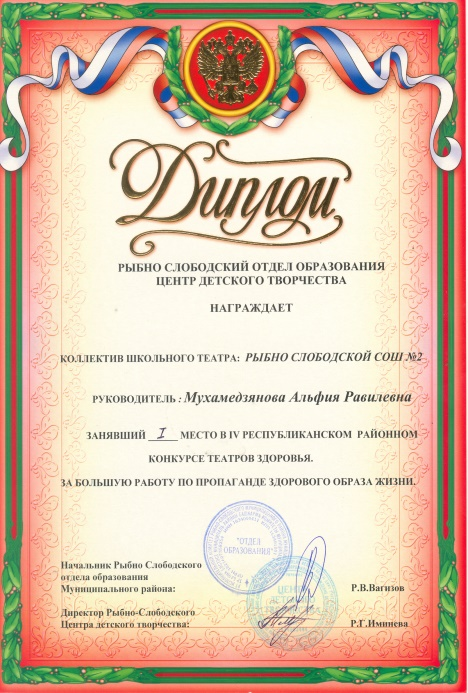 Диплом
РЫБНО СЛОБОДСКИЙ ОТДЕЛ ОБРАЗОВАНИЯ
ЦЕНТР ДЕТСКОГО ТВОРЧЕСТВА
НАГРАЖДАЕТ
КОЛЛЕКТИВ ШКОЛЬНОГО ТЕАТРА: РЫБНО СЛОБОДСКОЙ СОШ №2
РУКОВОДИТЕЛЬ : Мухамедзянова Альфия Равилевна
ЗАНЯВШИЙ I МЕСТО В IV РЕСПУБЛИКАНСКОМ РАЙОННОМ
КОНКУРСЕ ТЕАТРОВ ЗДОРОВЬЯ.
ЗА БОЛЬШУЮ РАБОТУ ПО ПРОПАГАНДЕ ЗДОРОВОГО ОБРАЗА ЖИЗНИ.
"ОТДЕЛ
ОБРАЗОВАНИЯ"
Начальник Рыбно Слободского
отдела образования
Муниципального района: Р.В.Вагизов
Директор Рыбно-Слободского
Центра детского творчества: Р.Г.Иминева